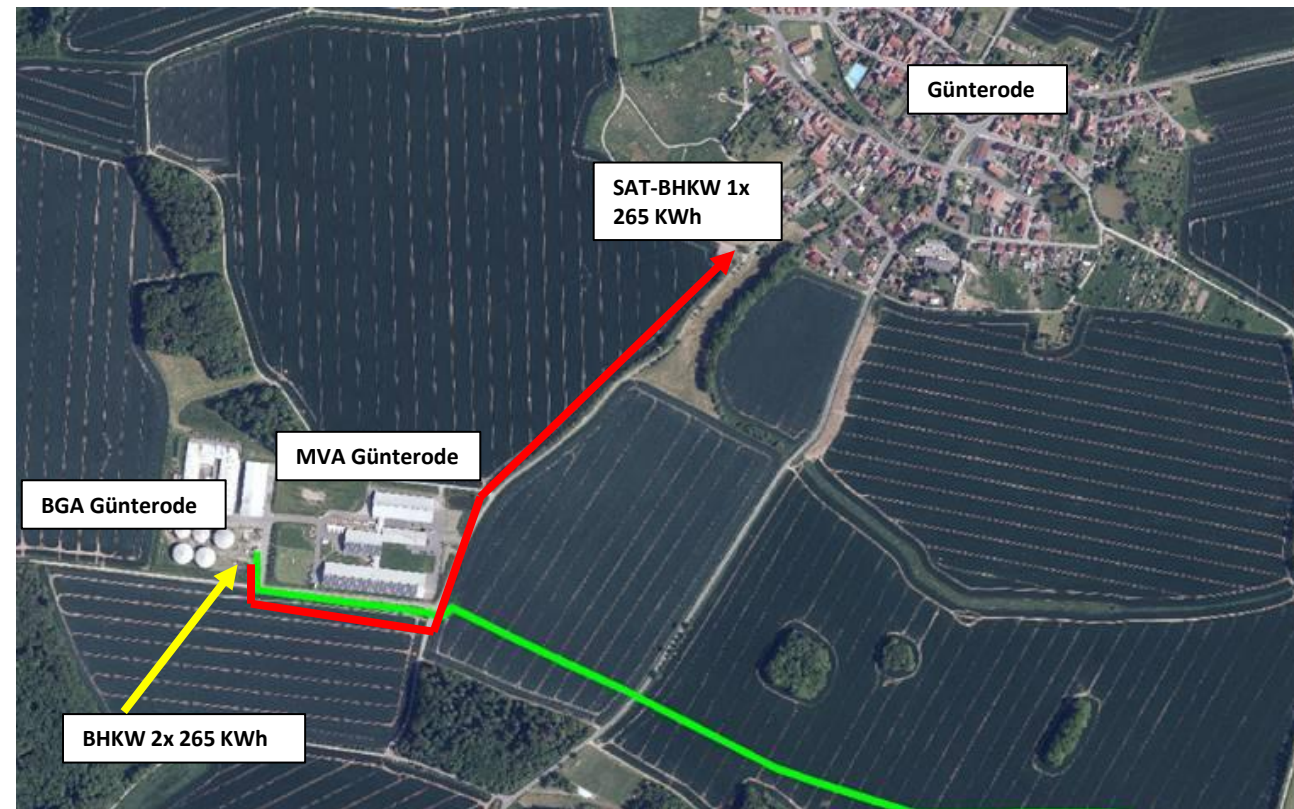 Günterode
SAT-BHKW 1x
265 KWh
MVA Günterode
BGA Günterode
BHKW 2x 265 KWh